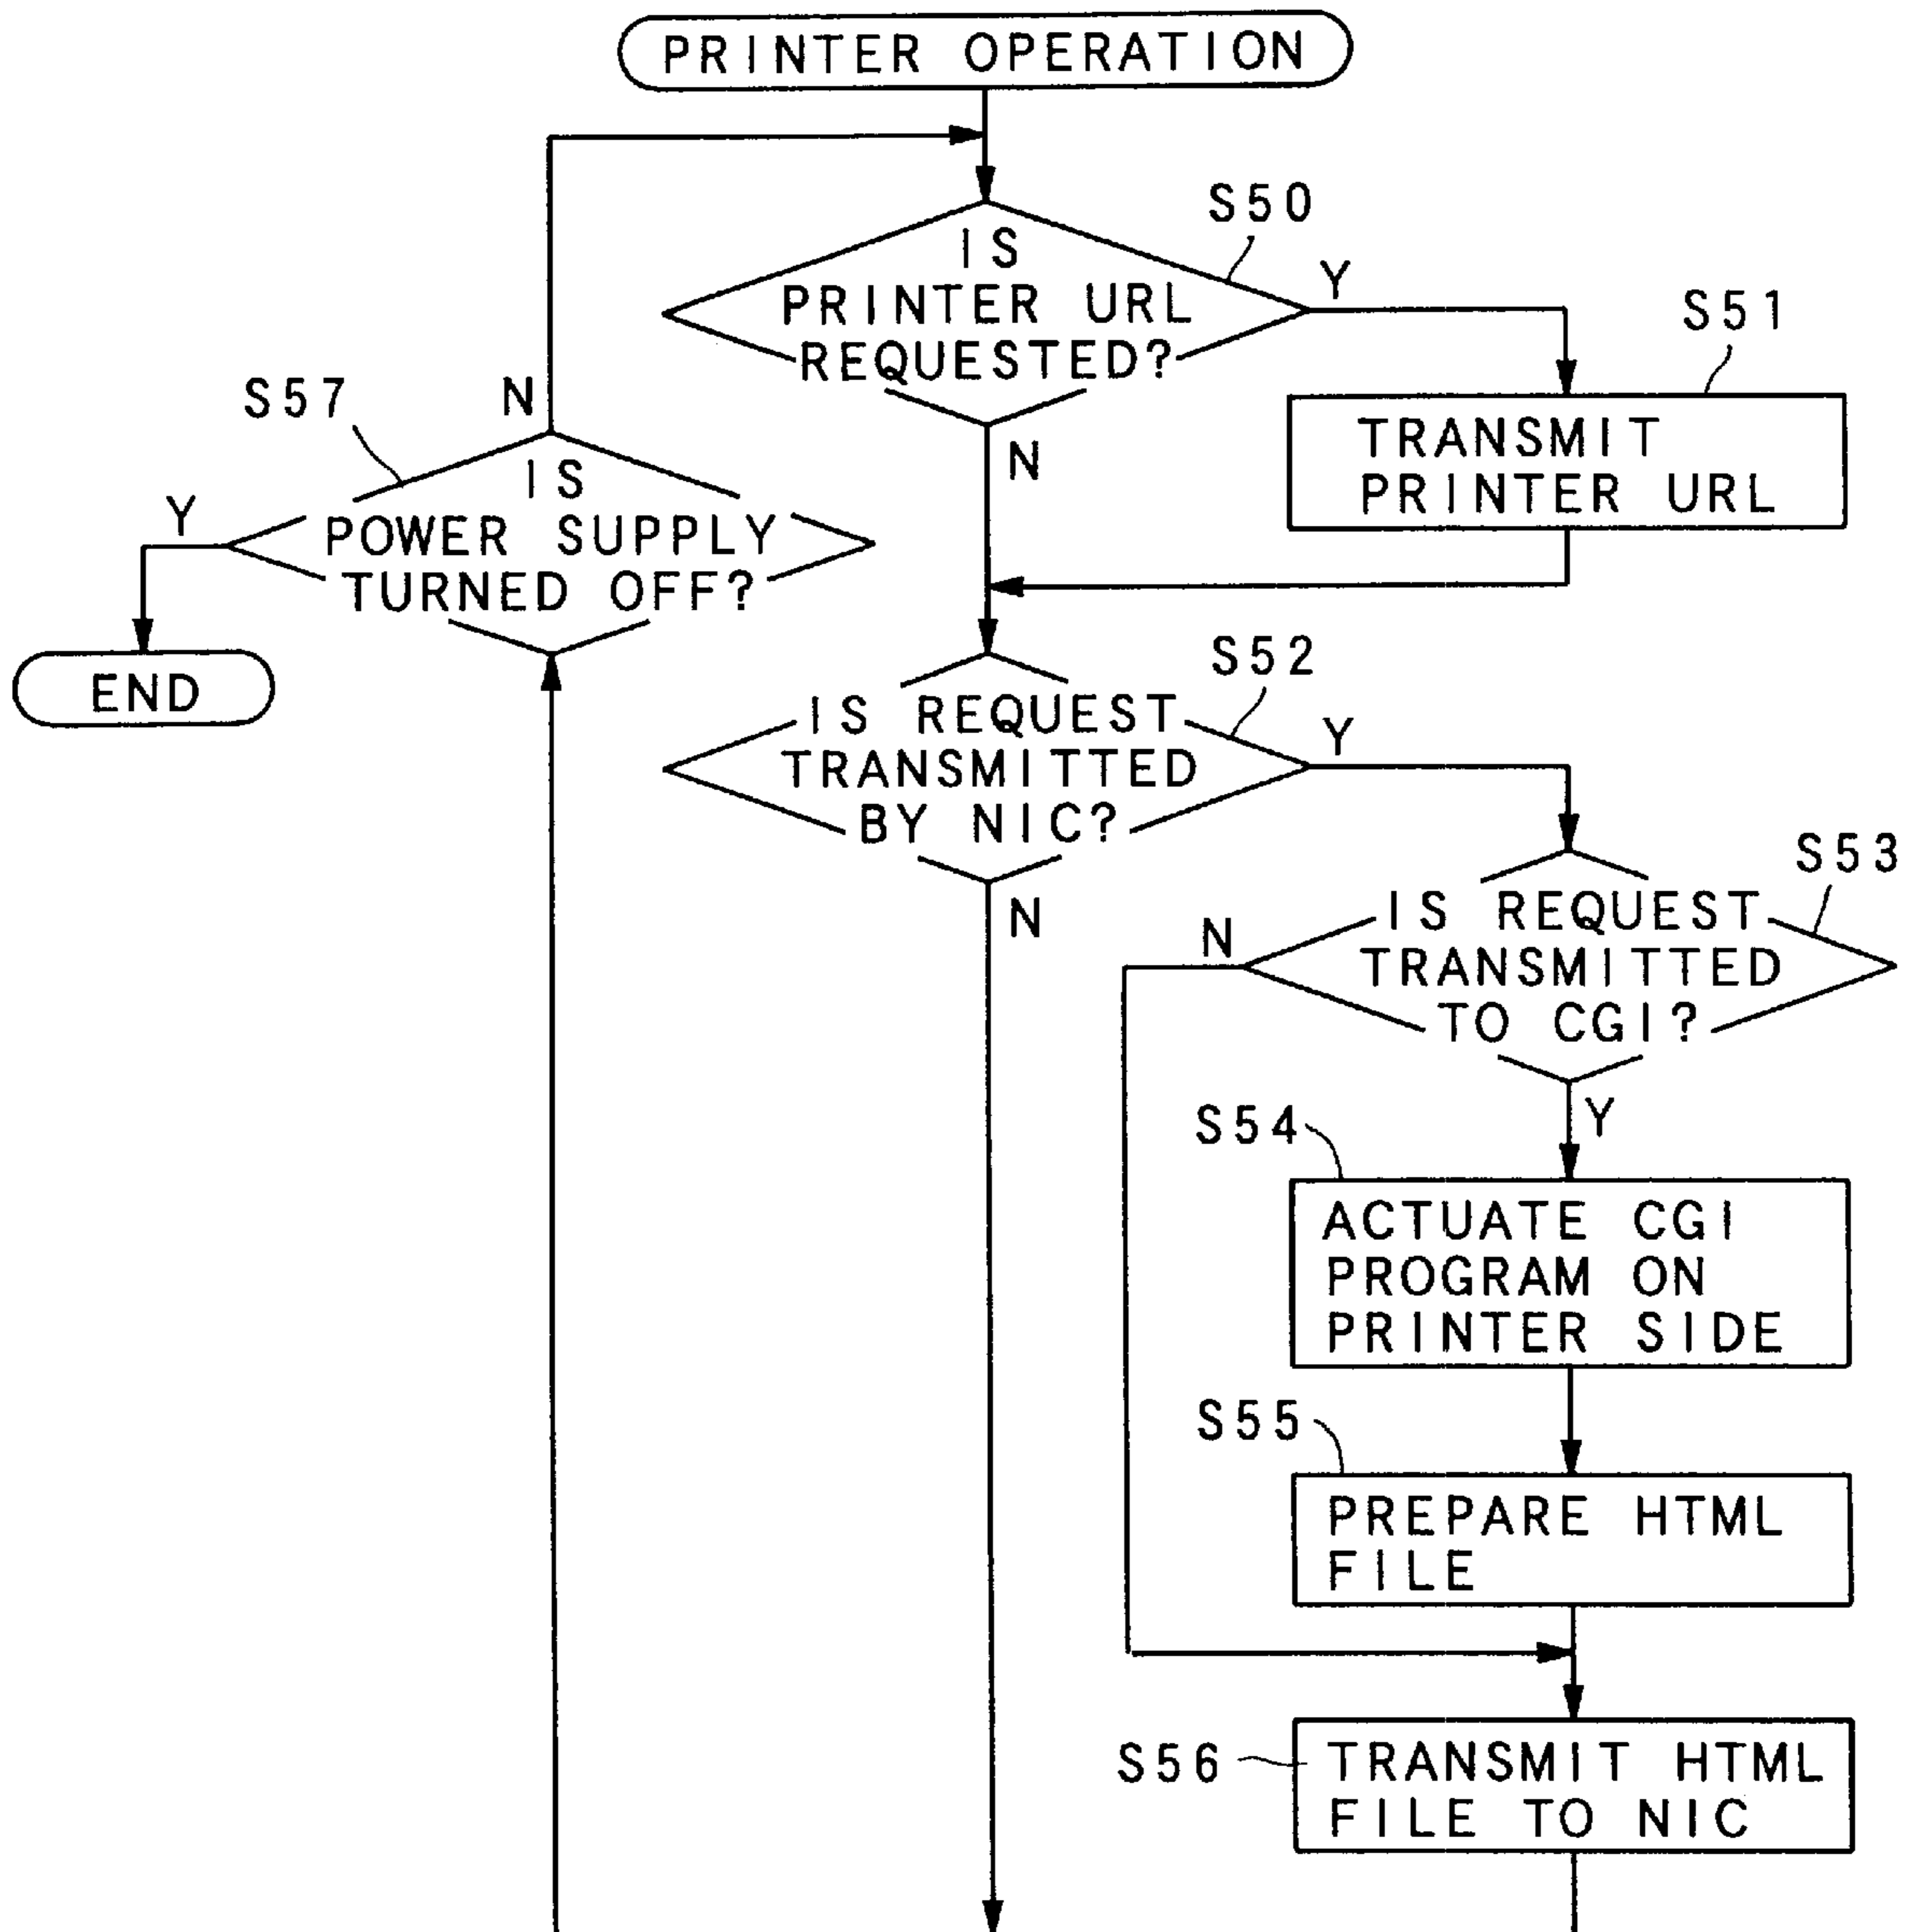 PRINTER OPERATION
S50
IS
PRINTER URL
REQUESTED?
Y
N
S51
TRANSMIT
PRINTER URL
S57
N
IS
POWER SUPPLY
TURNED OFF?
Y
END
S52
IS REQUEST
TRANSMITTED
BY NIC?
Y
N
S53
IS REQUEST
TRANSMITTED
TO CGI?
N
Y
S54
ACTUATE CGI
PROGRAM ON
PRINTER SIDE
S55
PREPARE HTML
FILE
S56
TRANSMIT HTML
FILE TO NIC